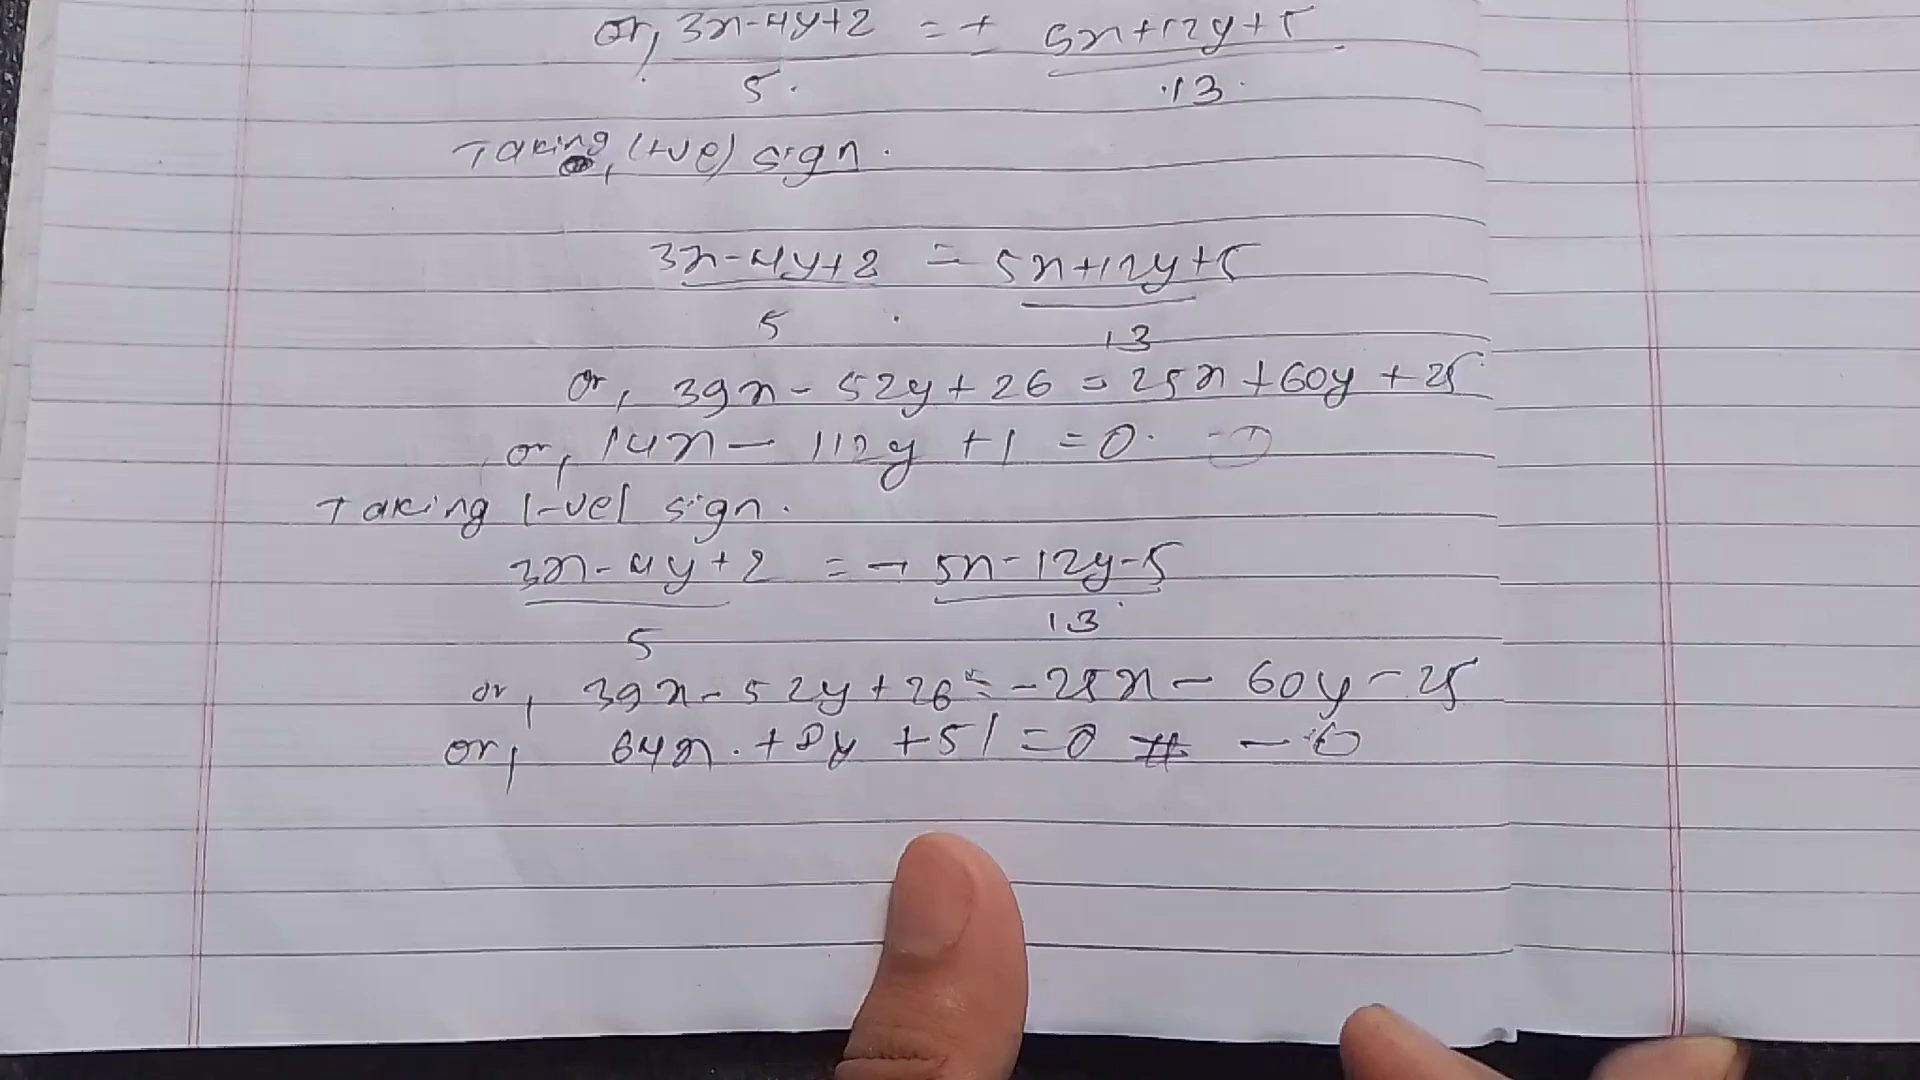 or, 3x-4y+2 = ± 5x+12y+5
5. 13.
Taking, (+ve) sign.
3x-4y+2 = 5x+12y+5
5 13
or, 39x - 52y + 26 = 25x + 60y + 25
or, 14x - 112y + 1 = 0.
Taking (-ve) sign.
3x-4y+2 = - 5x-12y-5
5 13
or, 39x - 52y + 26 = -25x - 60y - 25
or, 64x + 8y + 51 = 0 #